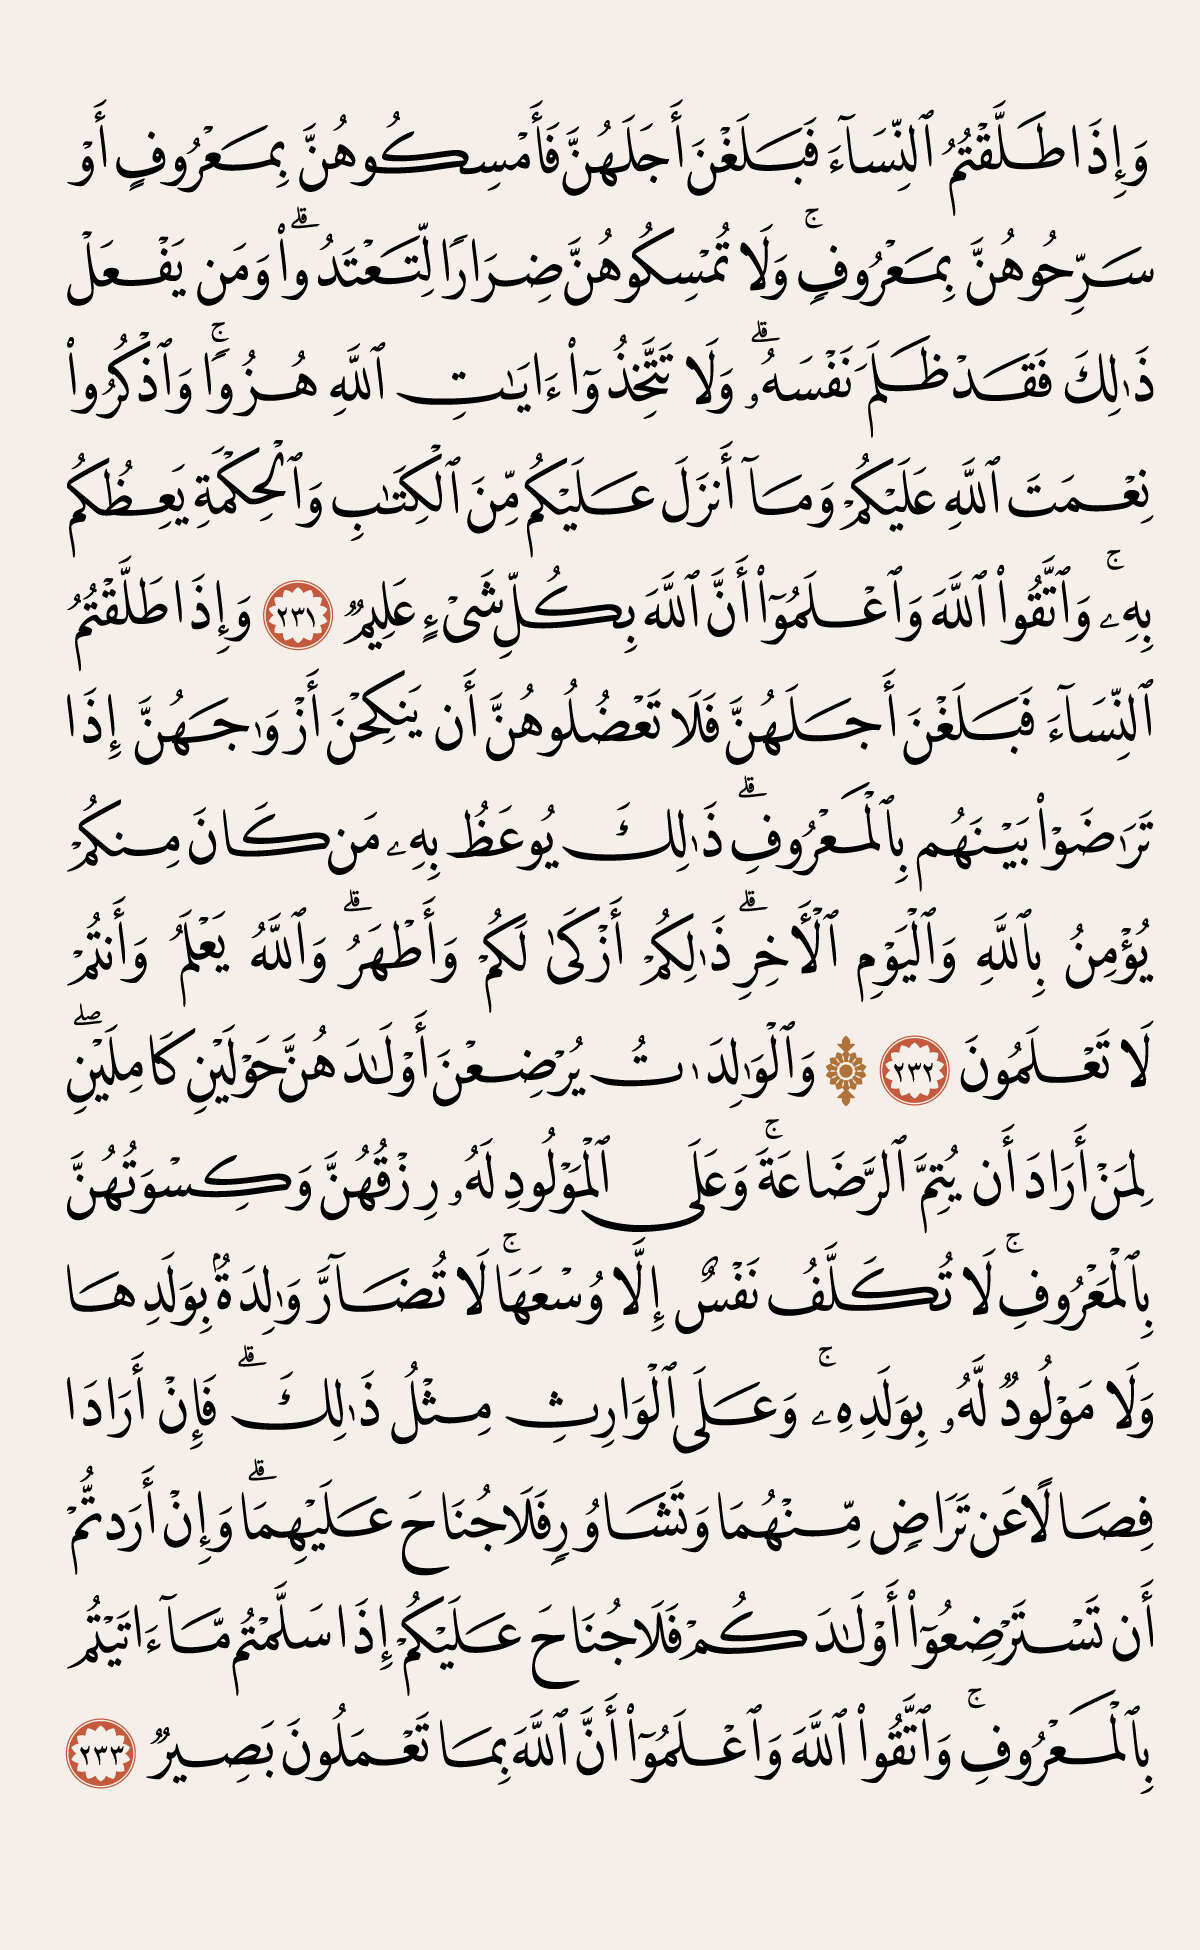 وَإِذَا طَلَّقْتُمُ ٱلنِّسَآءَ فَبَلَغْنَ أَجَلَهُنَّ فَأَمْسِكُوهُنَّ بِمَعْرُوفٍ أَوْ
سَرِّحُوهُنَّ بِمَعْرُوفٍ ۚ وَلَا تُمْسِكُوهُنَّ ضِرَارًا لِّتَعْتَدُوا۟ ۚ وَمَن يَفْعَلْ
ذَٰلِكَ فَقَدْ ظَلَمَ نَفْسَهُۥ ۗ وَلَا تَتَّخِذُوٓا۟ ءَايَـٰتِ ٱللَّهِ هُزُوًا ۚ وَٱذْكُرُوا۟
نِعْمَتَ ٱللَّهِ عَلَيْكُمْ وَمَآ أَنزَلَ عَلَيْكُم مِّنَ ٱلْكِتَـٰبِ وَٱلْحِكْمَةِ يَعِظُكُم
بِهِۦ ۚ وَٱتَّقُوا۟ ٱللَّهَ وَٱعْلَمُوٓا۟ أَنَّ ٱللَّهَ بِكُلِّ شَىْءٍ عَلِيمٌ ٢٣١ وَإِذَا طَلَّقْتُمُ
ٱلنِّسَآءَ فَبَلَغْنَ أَجَلَهُنَّ فَلَا تَعْضُلُوهُنَّ أَن يَنكِحْنَ أَزْوَٰجَهُنَّ إِذَا
تَرَٰضَوْا۟ بَيْنَهُم بِٱلْمَعْرُوفِ ۗ ذَٰلِكَ يُوعَظُ بِهِۦ مَن كَانَ مِنكُمْ
يُؤْمِنُ بِٱللَّهِ وَٱلْيَوْمِ ٱلْأَخِرِ ۗ ذَٰلِكُمْ أَزْكَىٰ لَكُمْ وَأَطْهَرُ ۗ وَٱللَّهُ يَعْلَمُ وَأَنتُمْ
لَا تَعْلَمُونَ ٢٣٢ ۞ وَٱلْوَٰلِدَٰتُ يُرْضِعْنَ أَوْلَـٰدَهُنَّ حَوْلَيْنِ كَامِلَيْنِ ۖ
لِمَنْ أَرَادَ أَن يُتِمَّ ٱلرَّضَاعَةَ ۚ وَعَلَى ٱلْمَوْلُودِ لَهُۥ رِزْقُهُنَّ وَكِسْوَتُهُنَّ
بِٱلْمَعْرُوفِ ۚ لَا تُكَلَّفُ نَفْسٌ إِلَّا وُسْعَهَا ۚ لَا تُضَآرَّ وَٰلِدَةٌۢ بِوَلَدِهَا
وَلَا مَوْلُودٌ لَّهُۥ بِوَلَدِهِۦ ۚ وَعَلَى ٱلْوَارِثِ مِثْلُ ذَٰلِكَ ۗ فَإِنْ أَرَادَا
فِصَالًا عَن تَرَاضٍ مِّنْهُمَا وَتَشَاوُرٍ فَلَا جُنَاحَ عَلَيْهِمَا ۗ وَإِنْ أَرَدتُّمْ
أَن تَسْتَرْضِعُوٓا۟ أَوْلَـٰدَكُمْ فَلَا جُنَاحَ عَلَيْكُمْ إِذَا سَلَّمْتُم مَّآ ءَاتَيْتُم
بِٱلْمَعْرُوفِ ۚ وَٱتَّقُوا۟ ٱللَّهَ وَٱعْلَمُوٓا۟ أَنَّ ٱللَّهَ بِمَا تَعْمَلُونَ بَصِيرٌ ٢٣٣